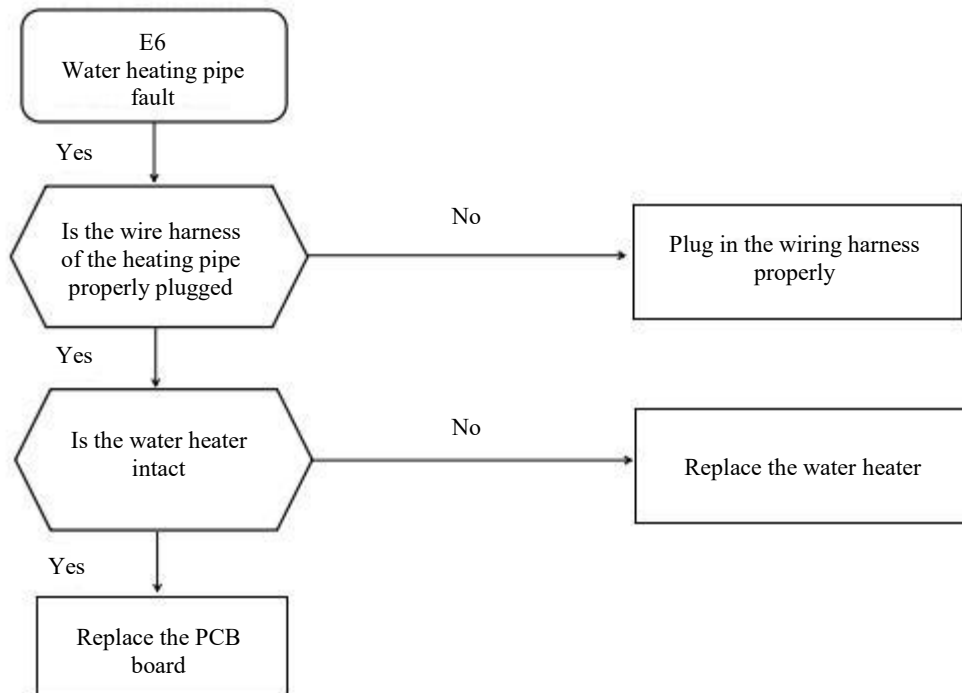 E6
Water heating pipe
fault
Yes
Is the wire harness
of the heating pipe
properly plugged
No
Plug in the wiring harness
properly
Yes
Is the water heater
intact
No
Replace the water heater
Yes
Replace the PCB
board